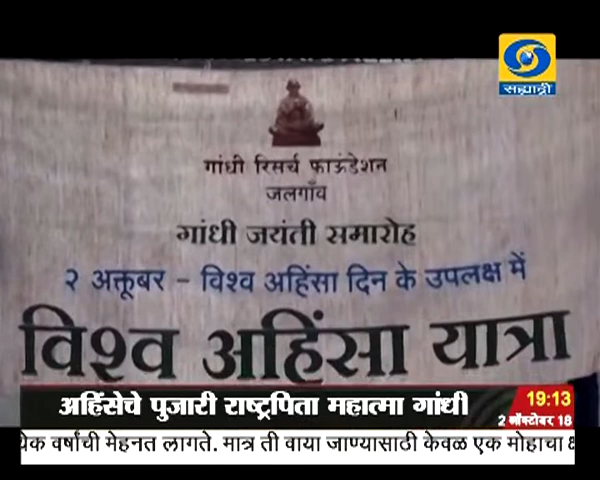 सह्याद्री
गांधी रिसर्च फाऊंडेशन
जलगाँव
गांधी जयंती समारोह
२ अक्तूबर - विश्व अहिंसा दिन के उपलक्ष में
विश्व अहिंसा यात्रा
अहिंसेचे पुजारी राष्ट्रपिता महात्मा गांधी
19:13
2 ऑक्टोबर 18
वर्षांची मेहनत लागते. मात्र ती वाया जाण्यासाठी केवळ एक मोहाचा